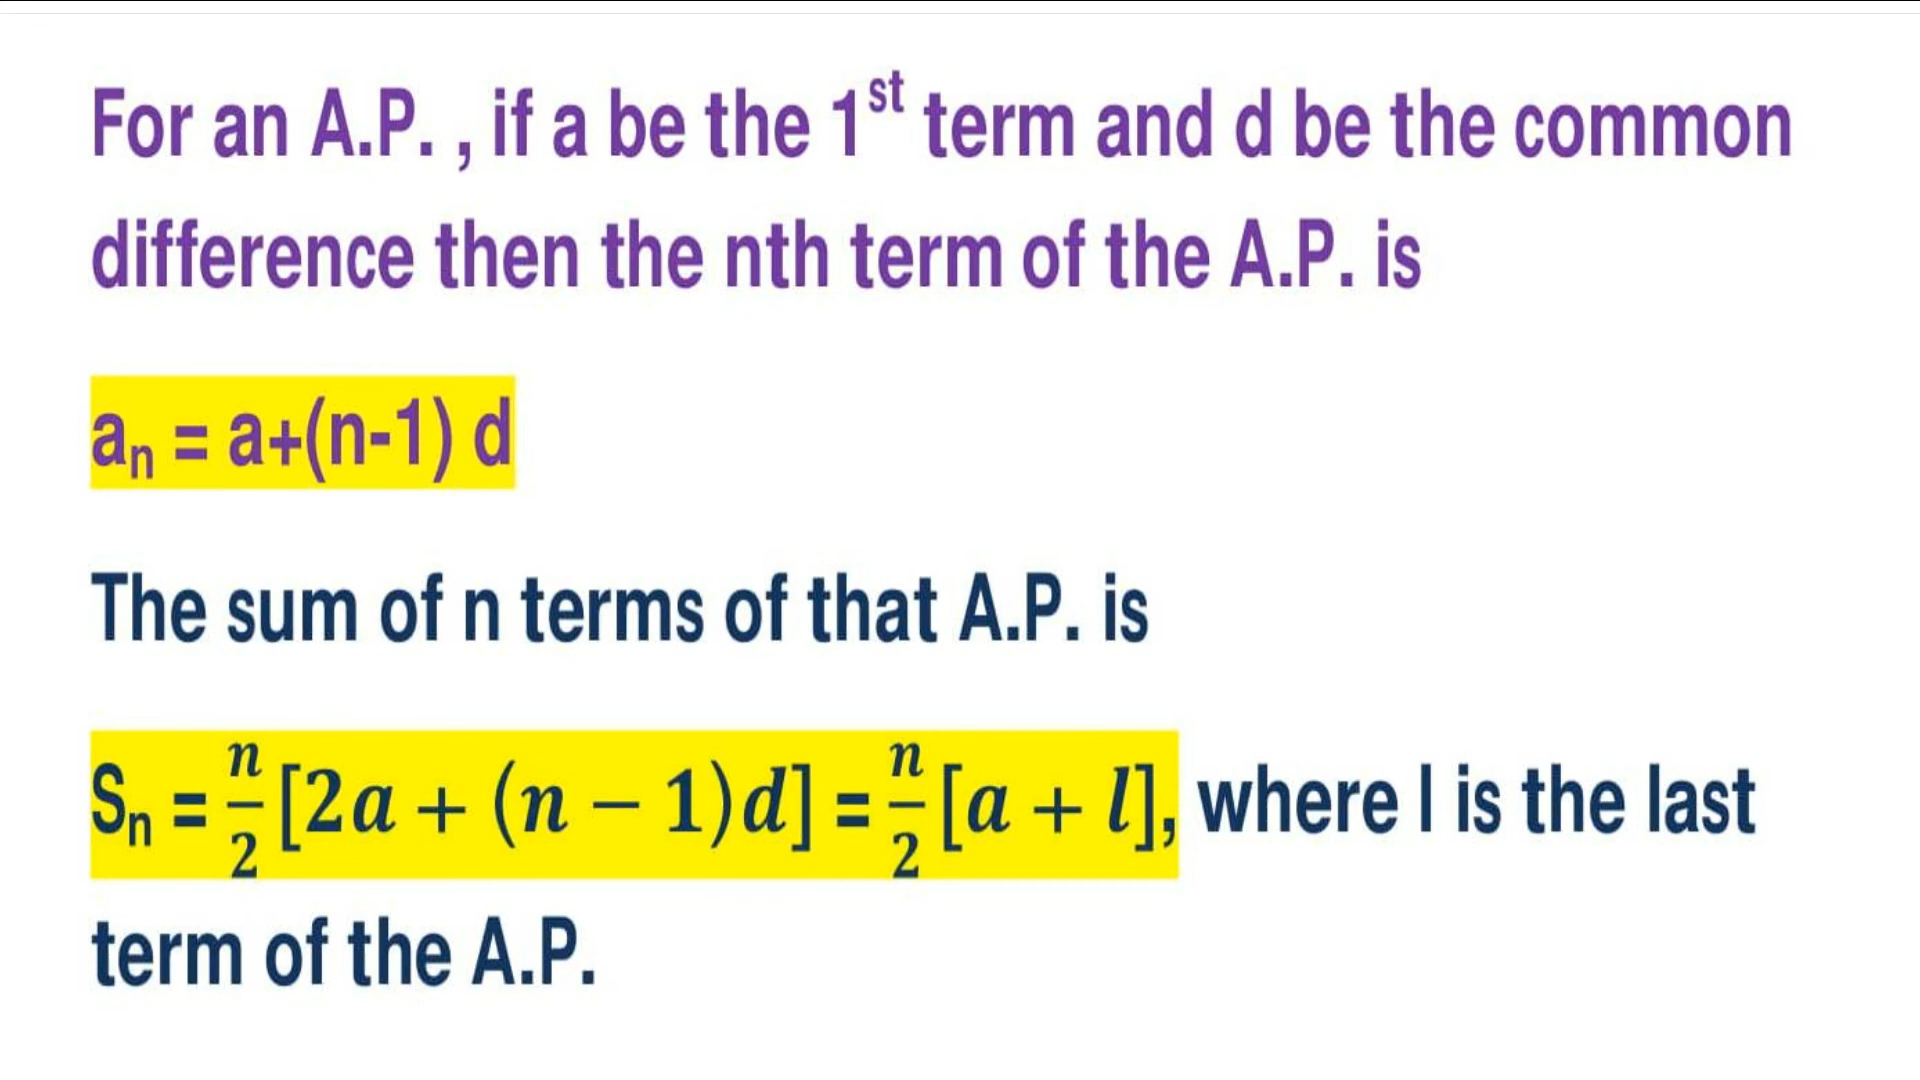 For an A.P. , if a be the 1st term and d be the common
difference then the nth term of the A.P. is
aₙ = a+(n-1) d
The sum of n terms of that A.P. is
Sₙ = n/2 [2a + (n − 1)d] = n/2 [a + l], where l is the last
term of the A.P.